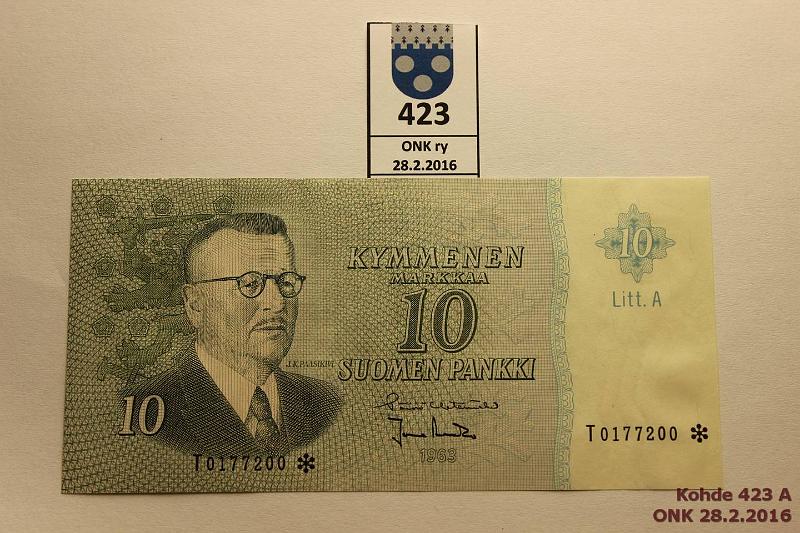 423
ONK ry
28.2.2016
KYMMENEN
MARKKAA
10
SUOMEN PANKKI
J.K.PAASIKIVI
10
1963
T0177200 *
10
Litt. A
T0177200 *
Kohde 423 A
ONK 28.2.2016